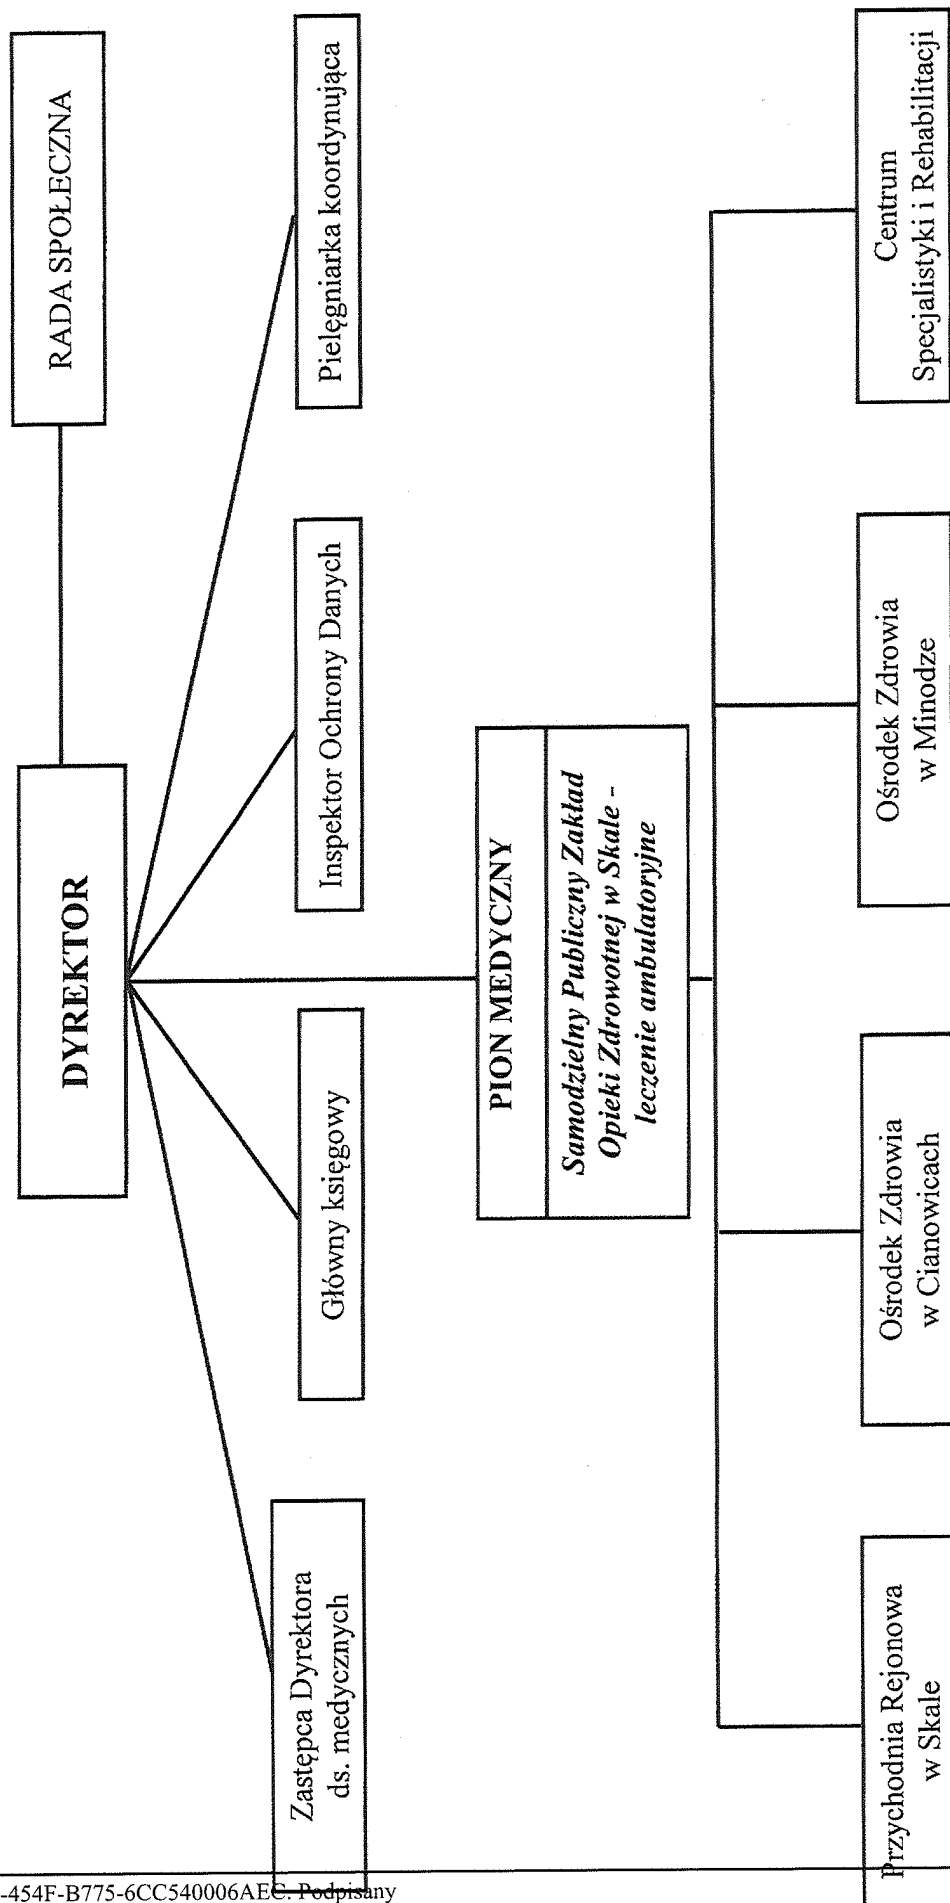 RADA SPOŁECZNA
DYREKTOR
Zastępca Dyrektora
ds. medycznych
Główny księgowy
Inspektor Ochrony Danych
Pielęgniarka koordynująca
PION MEDYCZNY
Samodzielny Publiczny Zakład
Opieki Zdrowotnej w Skale -
leczenie ambulatoryjne
Przychodnia Rejonowa
w Skale
Ośrodek Zdrowia
w Cianowicach
Ośrodek Zdrowia
w Minodze
Centrum
Specjalistyki i Rehabilitacji
-454F-B775-6CC540006AEC. Podpisany